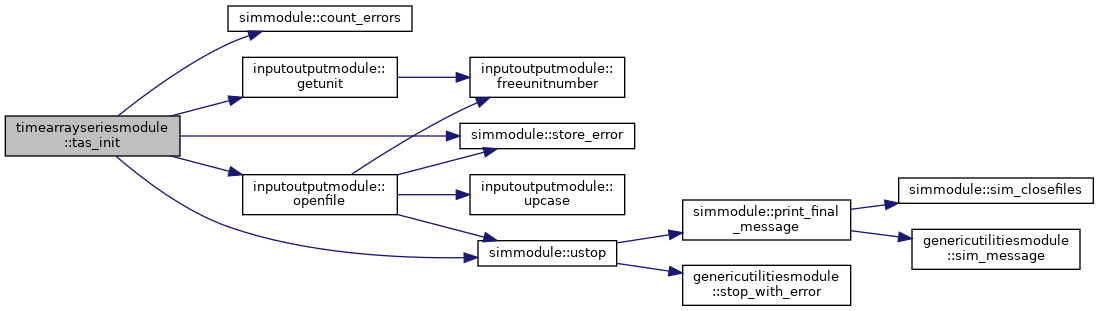 simmodule::count_errors
inputoutputmodule::
getunit
inputoutputmodule::
freeunitnumber
timearrayseriesmodule
::tas_init
simmodule::store_error
inputoutputmodule::
openfile
inputoutputmodule::
upcase
simmodule::ustop
simmodule::print_final
_message
simmodule::sim_closefiles
genericutilitiesmodule
::sim_message
genericutilitiesmodule
::stop_with_error